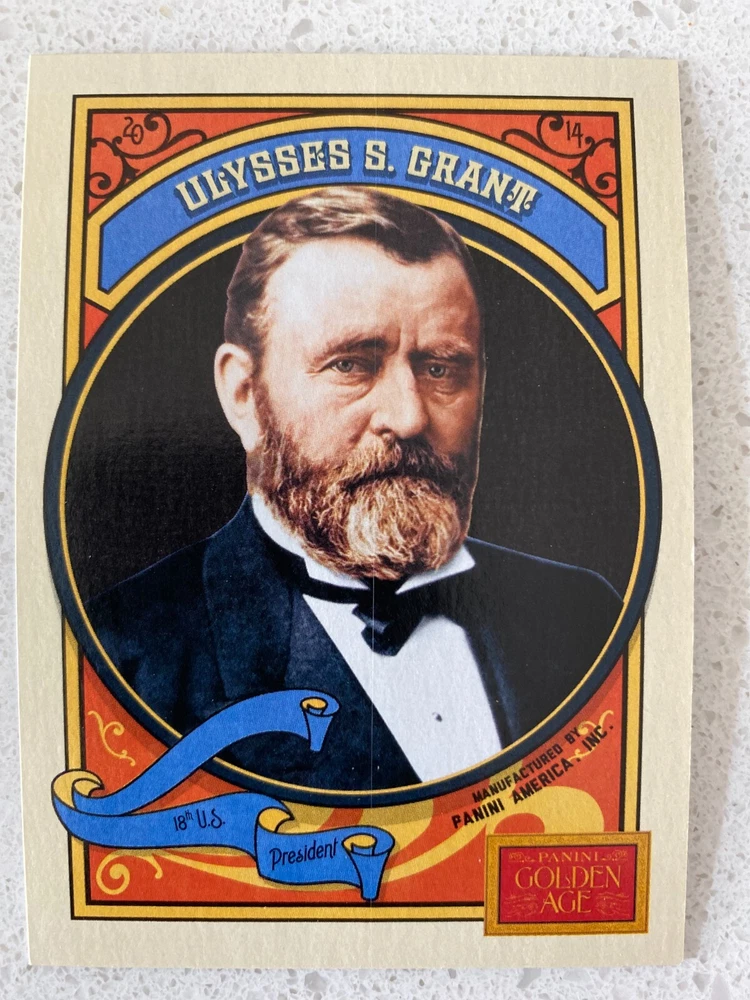 20 14
ULYSSES S. GRANT
18th U.S.
President
MANUFACTURED BY
PANINI AMERICA, INC.
PANINI
GOLDEN
AGE